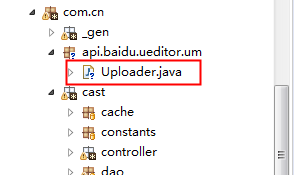 com.cn
_gen
api.baidu.ueditor.um
Uploader.java
cast
cache
constants
controller
dao